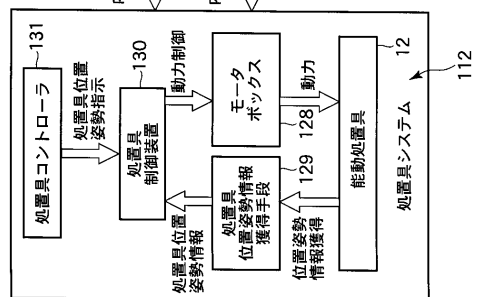 131
処置具コントローラ
処置具位置
姿勢指示
130
処置具
制御装置
動力制御
モータ
ボックス
128
動力
処置具位置
姿勢情報
処置具
位置姿勢情報
獲得手段
129
位置姿勢
情報獲得
12
能動処置具
処置具システム
112